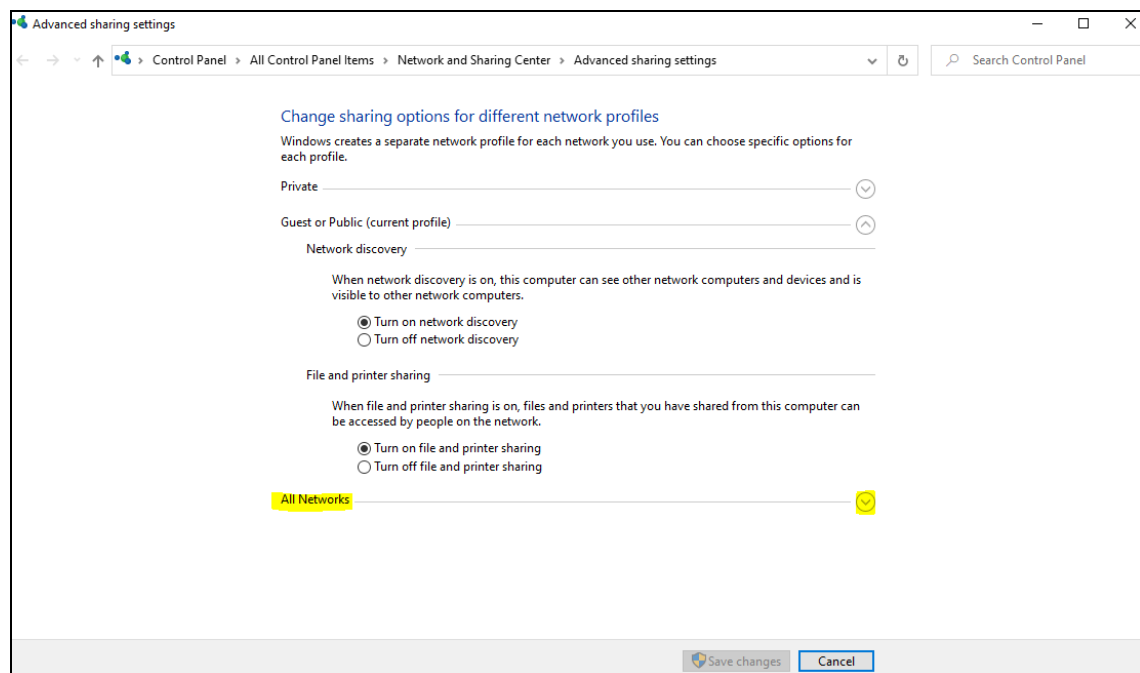 Advanced sharing settings
Control Panel > All Control Panel Items > Network and Sharing Center > Advanced sharing settings
Search Control Panel
Change sharing options for different network profiles
Windows creates a separate network profile for each network you use. You can choose specific options for
each profile.
Private
Guest or Public (current profile)
Network discovery
When network discovery is on, this computer can see other network computers and devices and is
visible to other network computers.
Turn on network discovery
Turn off network discovery
File and printer sharing
When file and printer sharing is on, files and printers that you have shared from this computer can
be accessed by people on the network.
Turn on file and printer sharing
Turn off file and printer sharing
All Networks
Save changes
Cancel